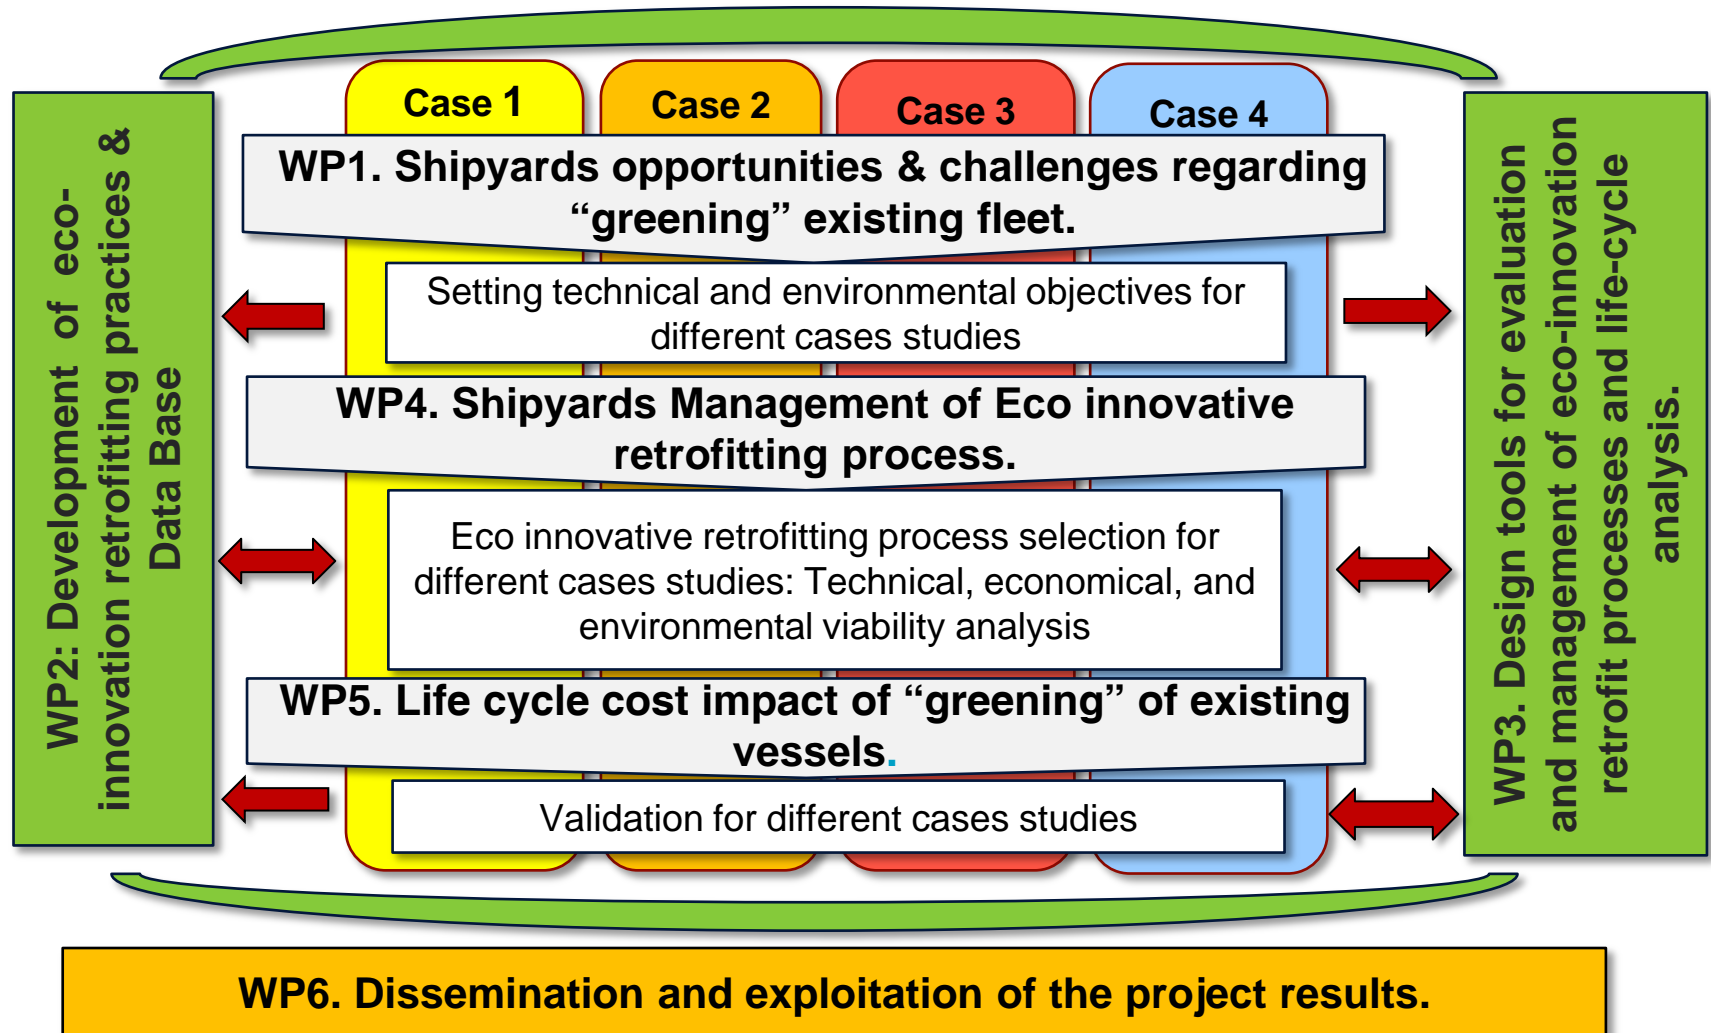 Case 1
Case 2
Case 3
Case 4
WP1. Shipyards opportunities & challenges regarding
“greening” existing fleet.
Setting technical and environmental objectives for
different cases studies
WP4. Shipyards Management of Eco innovative
retrofitting process.
Eco innovative retrofitting process selection for
different cases studies: Technical, economical, and
environmental viability analysis
WP5. Life cycle cost impact of “greening” of existing
vessels.
Validation for different cases studies
WP2: Development of eco-
innovation retrofitting practices &
Data Base
WP3. Design tools for evaluation
and management of eco-innovation
retrofit processes and life-cycle
analysis.
WP6. Dissemination and exploitation of the project results.